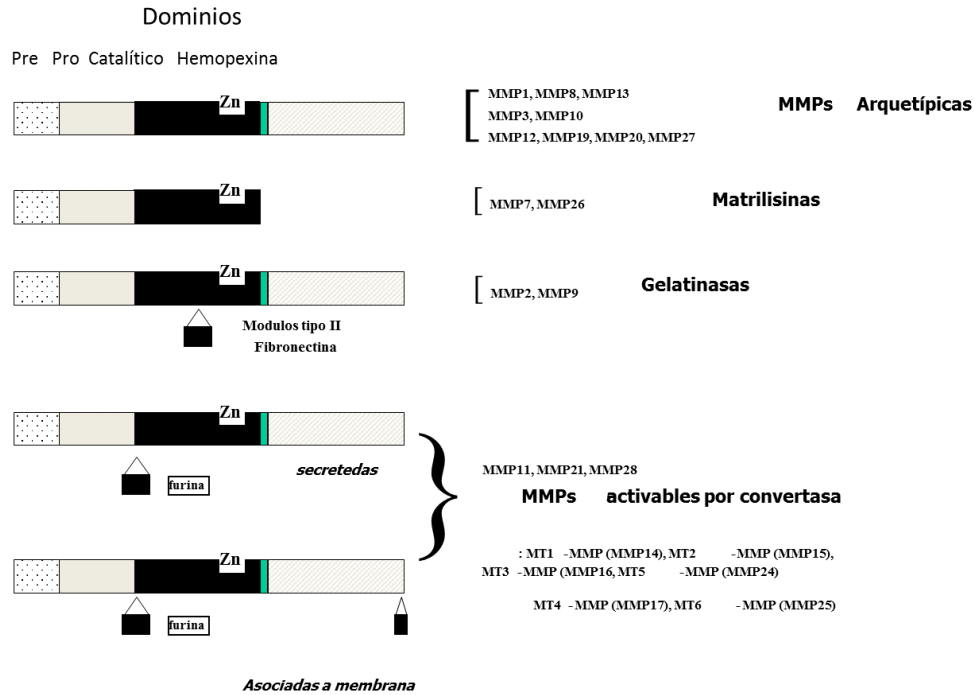 Dominios
Pre Pro Catalítico Hemopexina
Zn
MMP1, MMP8, MMP13
MMP3, MMP10
MMP12, MMP19, MMP20, MMP27
MMPs Arquetípicas
Zn
MMP7, MMP26
Matrilisinas
Zn
MMP2, MMP9
Gelatinasas
Modulos tipo II
Fibronectina
Zn
secretedas
furina
MMP11, MMP21, MMP28
MMPs activables por convertasa
Zn
: MT1 -MMP (MMP14), MT2 -MMP (MMP15),
MT3 -MMP (MMP16, MT5 -MMP (MMP24)
MT4 -MMP (MMP17), MT6 -MMP (MMP25)
furina
Asociadas a membrana